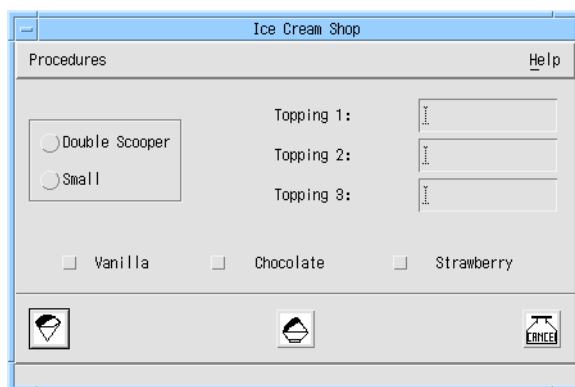 Ice Cream Shop
Procedures Help
Topping 1:
Double Scooper
Topping 2:
Small
Topping 3:
Vanilla Chocolate Strawberry
CANCEL